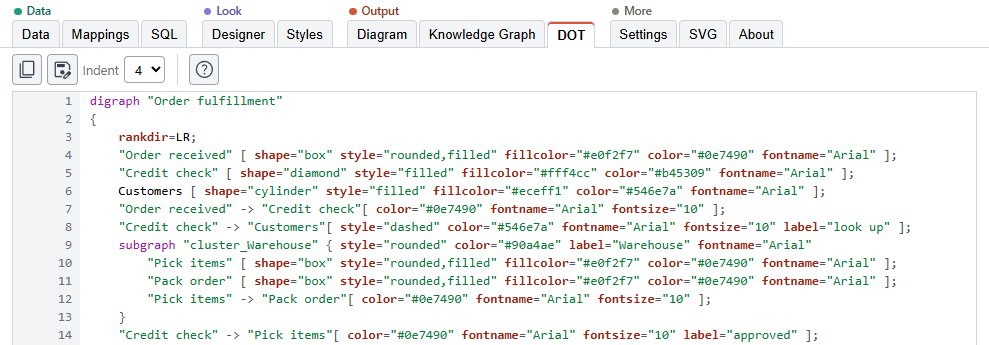 Data Look Output More
Data Mappings SQL Designer Styles Diagram Knowledge Graph DOT Settings SVG About
Indent 4
1 digraph "Order fulfillment"
2 {
3 rankdir=LR;
4 "Order received" [ shape="box" style="rounded,filled" fillcolor="#e0f2f7" color="#0e7490" fontname="Arial" ];
5 "Credit check" [ shape="diamond" style="filled" fillcolor="#fff4cc" color="#b45309" fontname="Arial" ];
6 Customers [ shape="cylinder" style="filled" fillcolor="#eceff1" color="#546e7a" fontname="Arial" ];
7 "Order received" -> "Credit check"[ color="#0e7490" fontname="Arial" fontsize="10" ];
8 "Credit check" -> "Customers"[ style="dashed" color="#546e7a" fontname="Arial" fontsize="10" label="look up" ];
9 subgraph "cluster_Warehouse" { style="rounded" color="#90a4ae" label="Warehouse" fontname="Arial"
10 "Pick items" [ shape="box" style="rounded,filled" fillcolor="#e0f2f7" color="#0e7490" fontname="Arial" ];
11 "Pack order" [ shape="box" style="rounded,filled" fillcolor="#e0f2f7" color="#0e7490" fontname="Arial" ];
12 "Pick items" -> "Pack order"[ color="#0e7490" fontname="Arial" fontsize="10" ];
13 }
14 "Credit check" -> "Pick items"[ color="#0e7490" fontname="Arial" fontsize="10" label="approved" ];